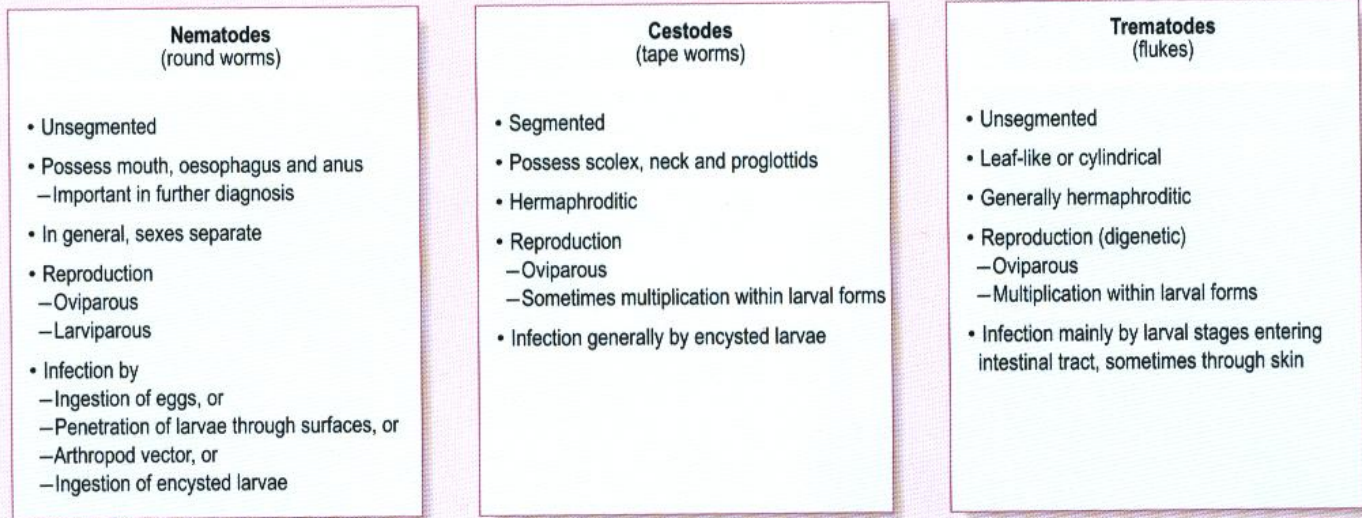 Nematodes
(round worms)
• Unsegmented
• Possess mouth, oesophagus and anus
–Important in further diagnosis
• In general, sexes separate
• Reproduction
–Oviparous
–Larviparous
• Infection by
–Ingestion of eggs, or
–Penetration of larvae through surfaces, or
–Arthropod vector, or
–Ingestion of encysted larvae
Cestodes
(tape worms)
• Segmented
• Possess scolex, neck and proglottids
• Hermaphroditic
• Reproduction
–Oviparous
–Sometimes multiplication within larval forms
• Infection generally by encysted larvae
Trematodes
(flukes)
• Unsegmented
• Leaf-like or cylindrical
• Generally hermaphroditic
• Reproduction (digenetic)
–Oviparous
–Multiplication within larval forms
• Infection mainly by larval stages entering
intestinal tract, sometimes through skin